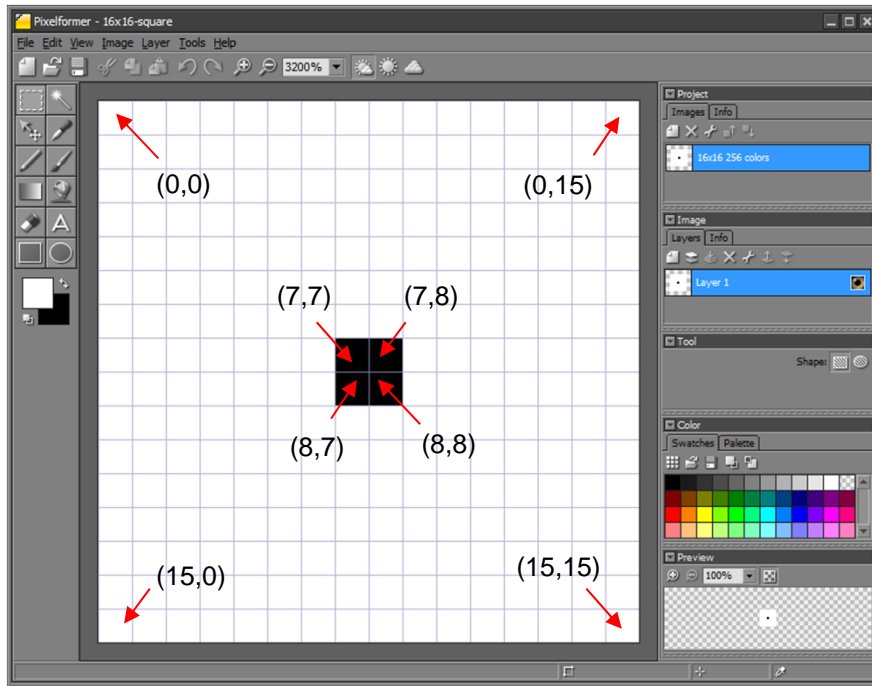 Pixelformer - 16x16-square
File Edit View Image Layer Tools Help
3200%
Project
Images Info
16x16 256 colors
(0,0)
(0,15)
Image
Layers Info
Layer 1
(7,7)
(7,8)
Tool
Shape:
(8,7)
(8,8)
Color
Swatches Palette
(15,0)
(15,15)
Preview
100%
A